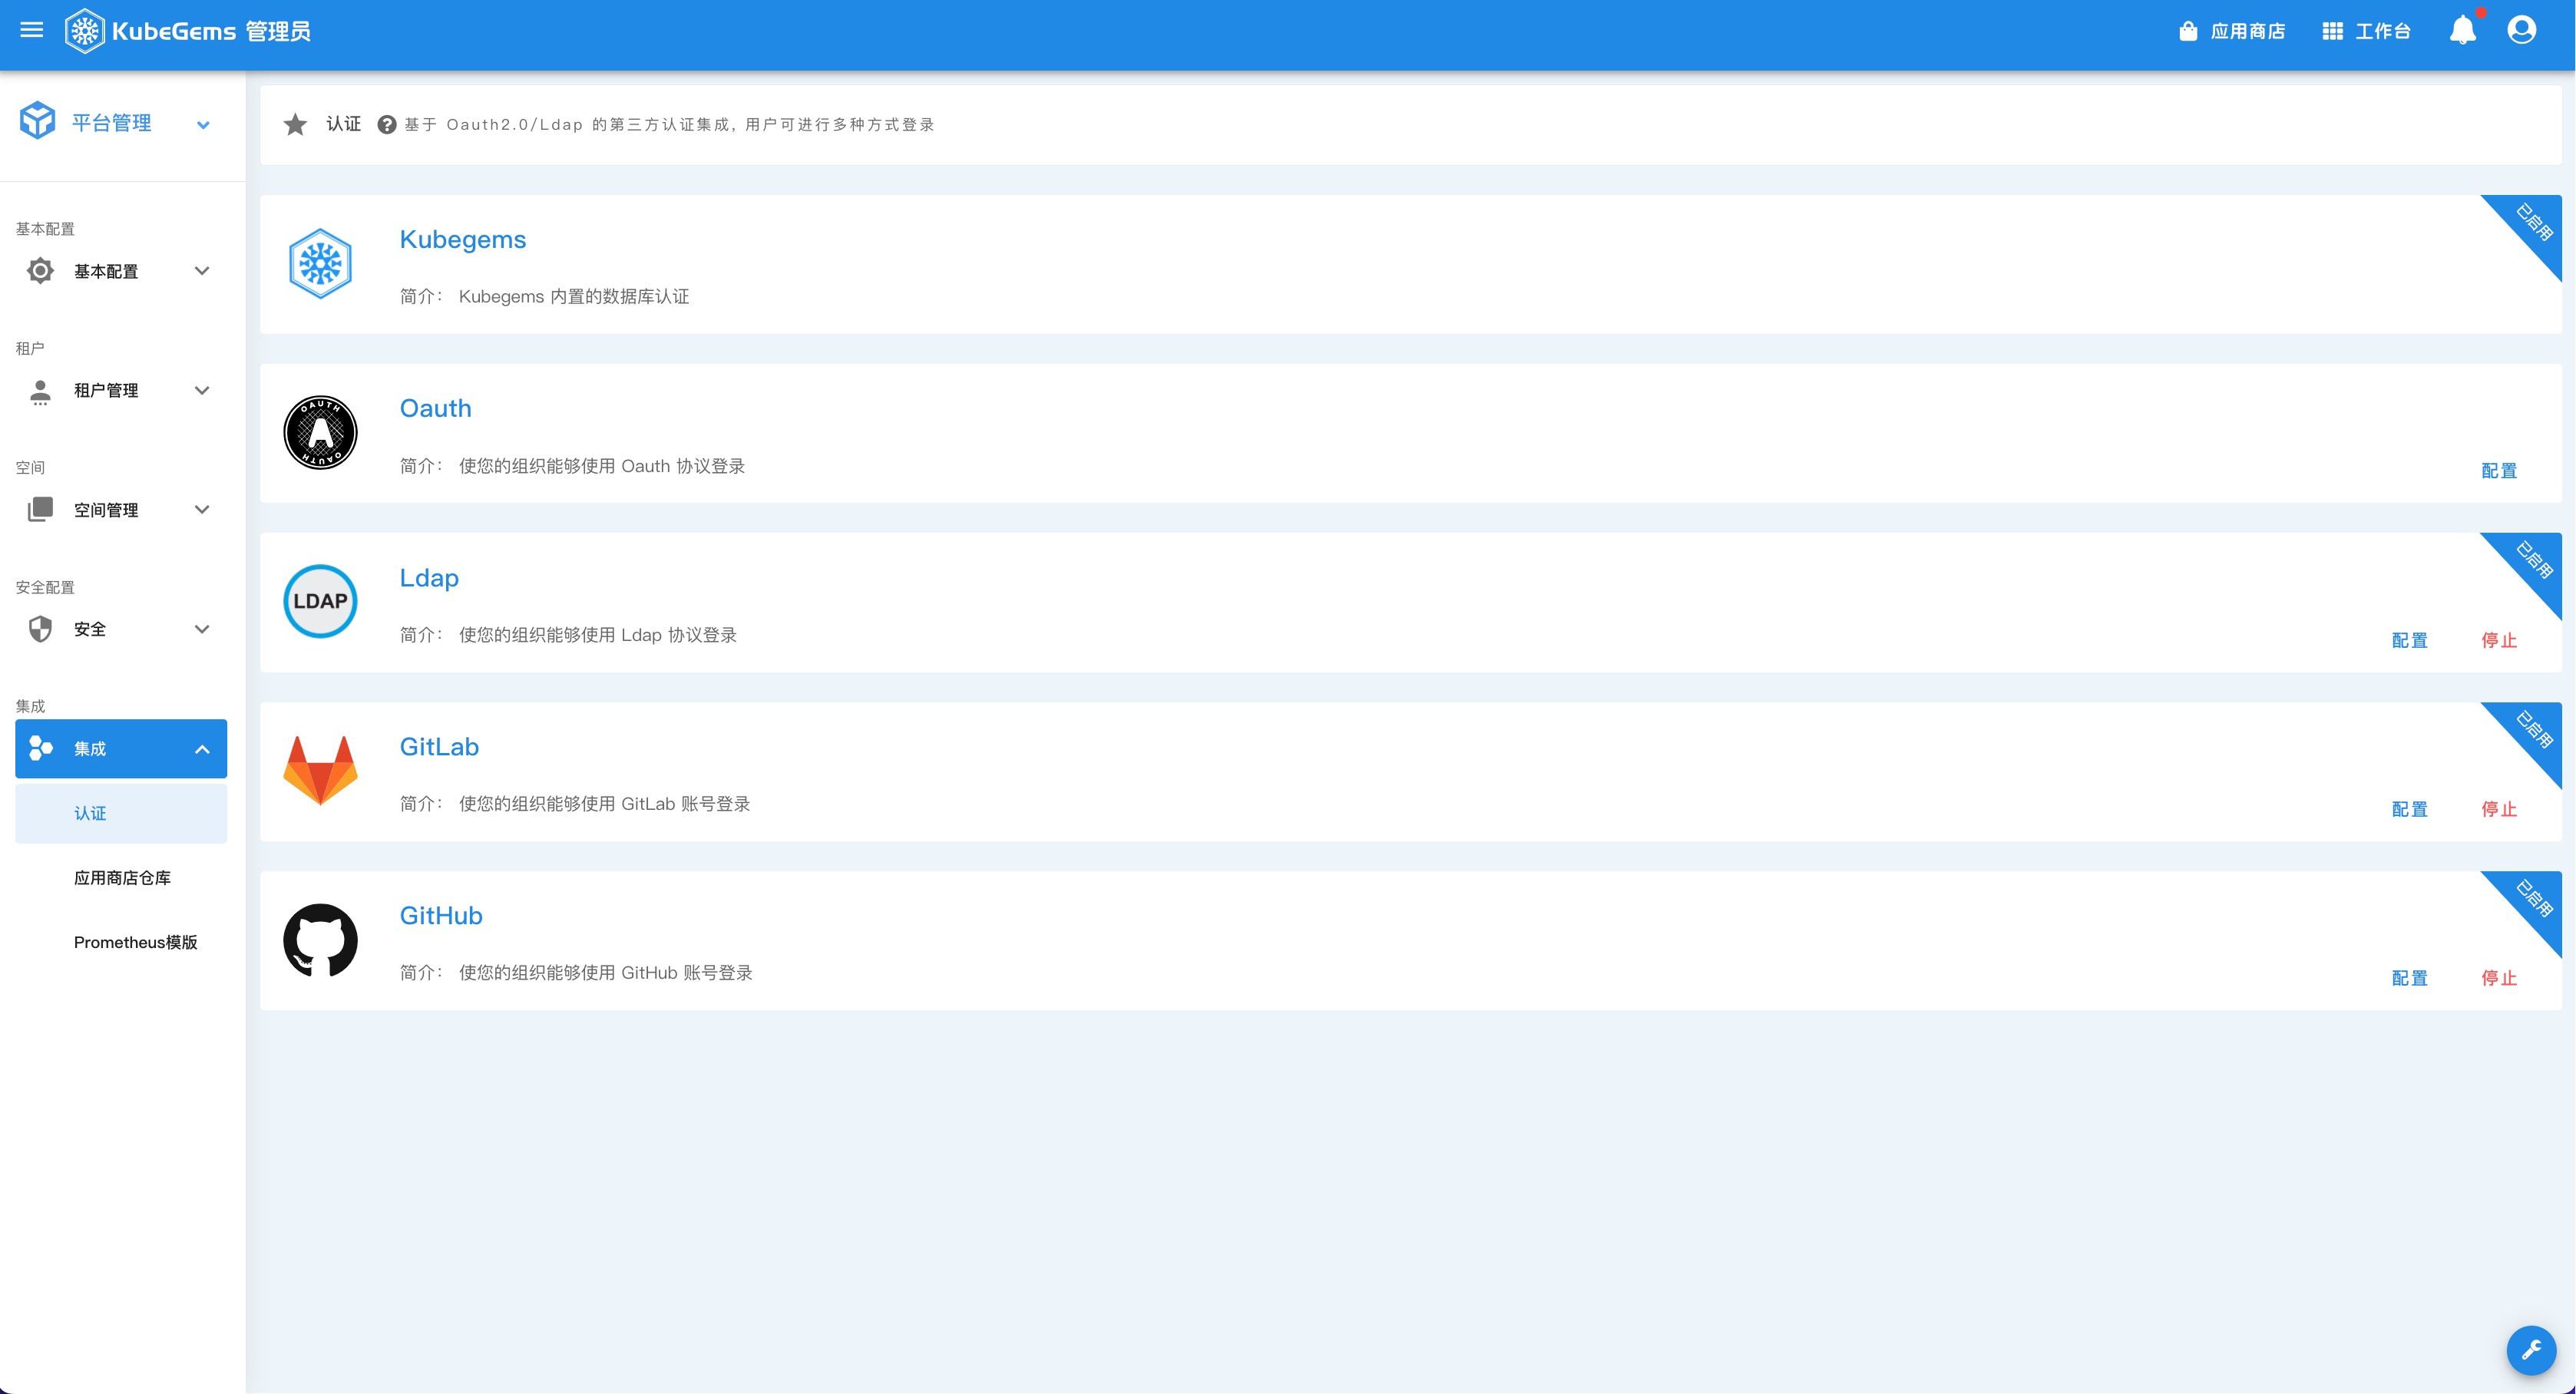 KubeGems 管理员
应用商店
工作台
平台管理
基本配置
基本配置
租户
租户管理
空间
空间管理
安全配置
安全
集成
集成
认证
应用商店仓库
Prometheus模版
认证 基于 Oauth2.0/Ldap 的第三方认证集成, 用户可进行多种方式登录
Kubegems
简介： Kubegems 内置的数据库认证
已启用
OAUTH
OAUTH
Oauth
简介： 使您的组织能够使用 Oauth 协议登录
配置
LDAP
Ldap
简介： 使您的组织能够使用 Ldap 协议登录
已启用
配置 停止
GitLab
简介： 使您的组织能够使用 GitLab 账号登录
已启用
配置 停止
GitHub
简介： 使您的组织能够使用 GitHub 账号登录
已启用
配置 停止